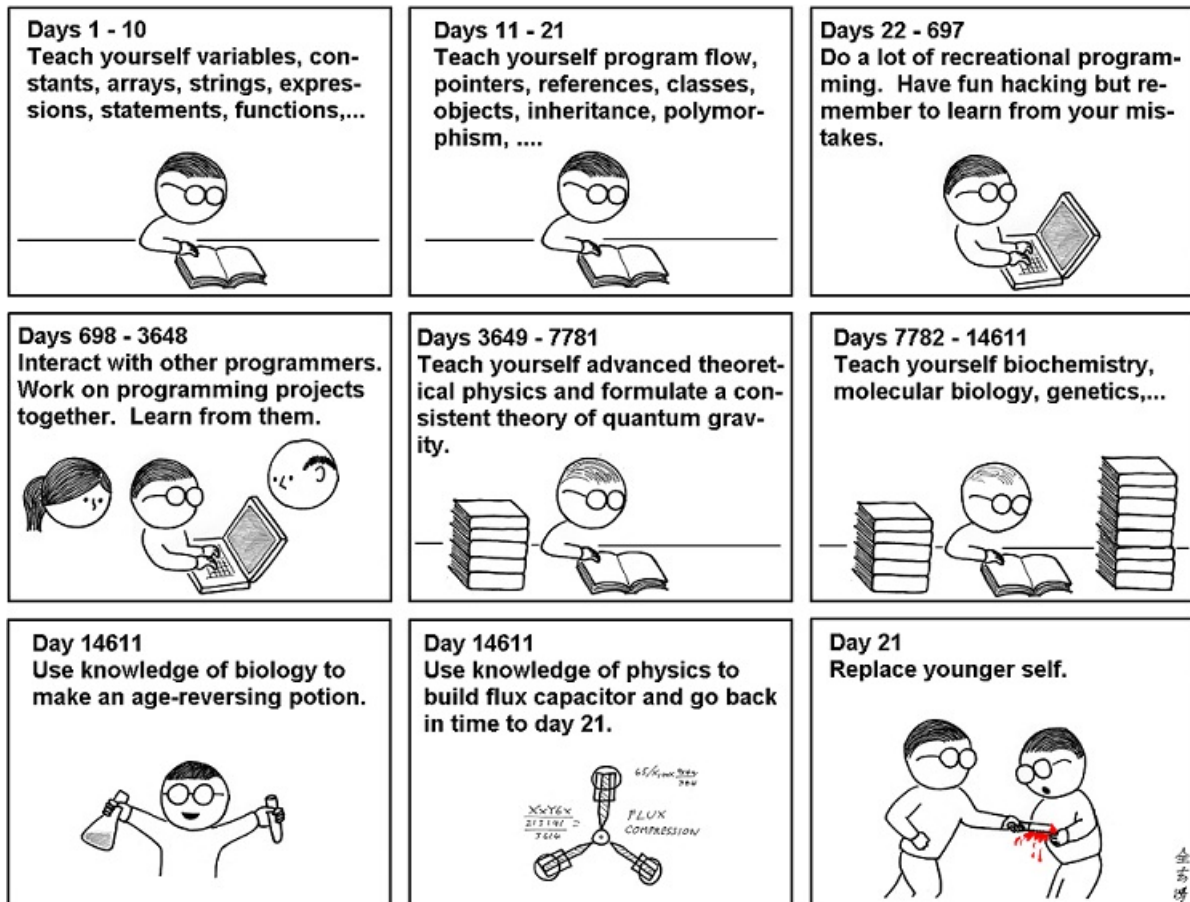 Days 1 - 10
Teach yourself variables, con-
stants, arrays, strings, expres-
sions, statements, functions,...
Days 11 - 21
Teach yourself program flow,
pointers, references, classes,
objects, inheritance, polymor-
phism, ....
Days 22 - 697
Do a lot of recreational program-
ming. Have fun hacking but re-
member to learn from your mis-
takes.
Days 698 - 3648
Interact with other programmers.
Work on programming projects
together. Learn from them.
Days 3649 - 7781
Teach yourself advanced theoret-
ical physics and formulate a con-
sistent theory of quantum grav-
ity.
Days 7782 - 14611
Teach yourself biochemistry,
molecular biology, genetics,...
Day 14611
Use knowledge of biology to
make an age-reversing potion.
Day 14611
Use knowledge of physics to
build flux capacitor and go back
in time to day 21.
FLUX
COMPRESSION
Day 21
Replace younger self.